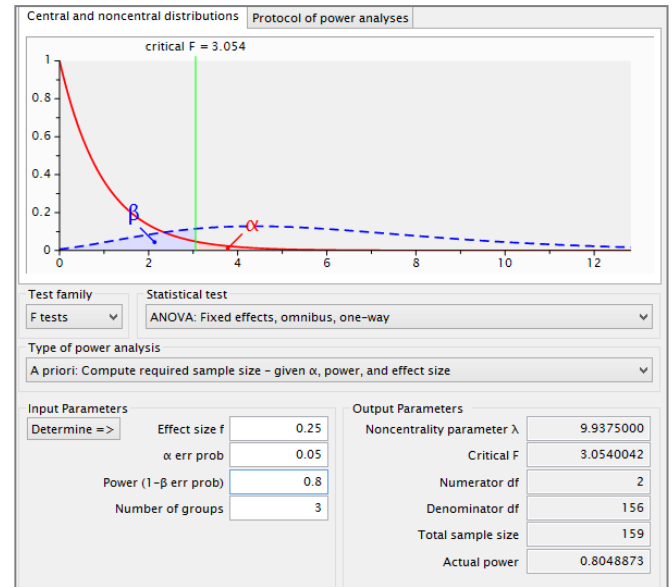 Central and noncentral distributions Protocol of power analyses
critical F = 3.054
1
0.8
0.6
0.4
0.2
0
β
α
0 2 4 6 8 10 12
Test family Statistical test
F tests ANOVA: Fixed effects, omnibus, one-way
Type of power analysis
A priori: Compute required sample size – given α, power, and effect size
Input Parameters Output Parameters
Determine => Effect size f 0.25 Noncentrality parameter λ 9.9375000
α err prob 0.05 Critical F 3.0540042
Power (1-β err prob) 0.8 Numerator df 2
Number of groups 3 Denominator df 156
Total sample size 159
Actual power 0.8048873